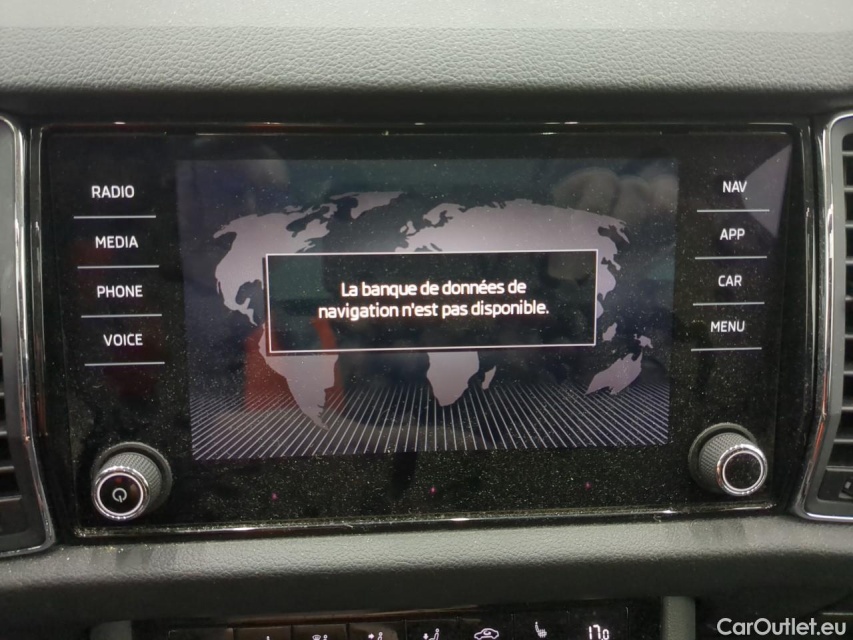 RADIO
MEDIA
PHONE
VOICE
NAV
APP
CAR
MENU
La banque de données de
navigation n'est pas disponible.
CarOutlet.eu